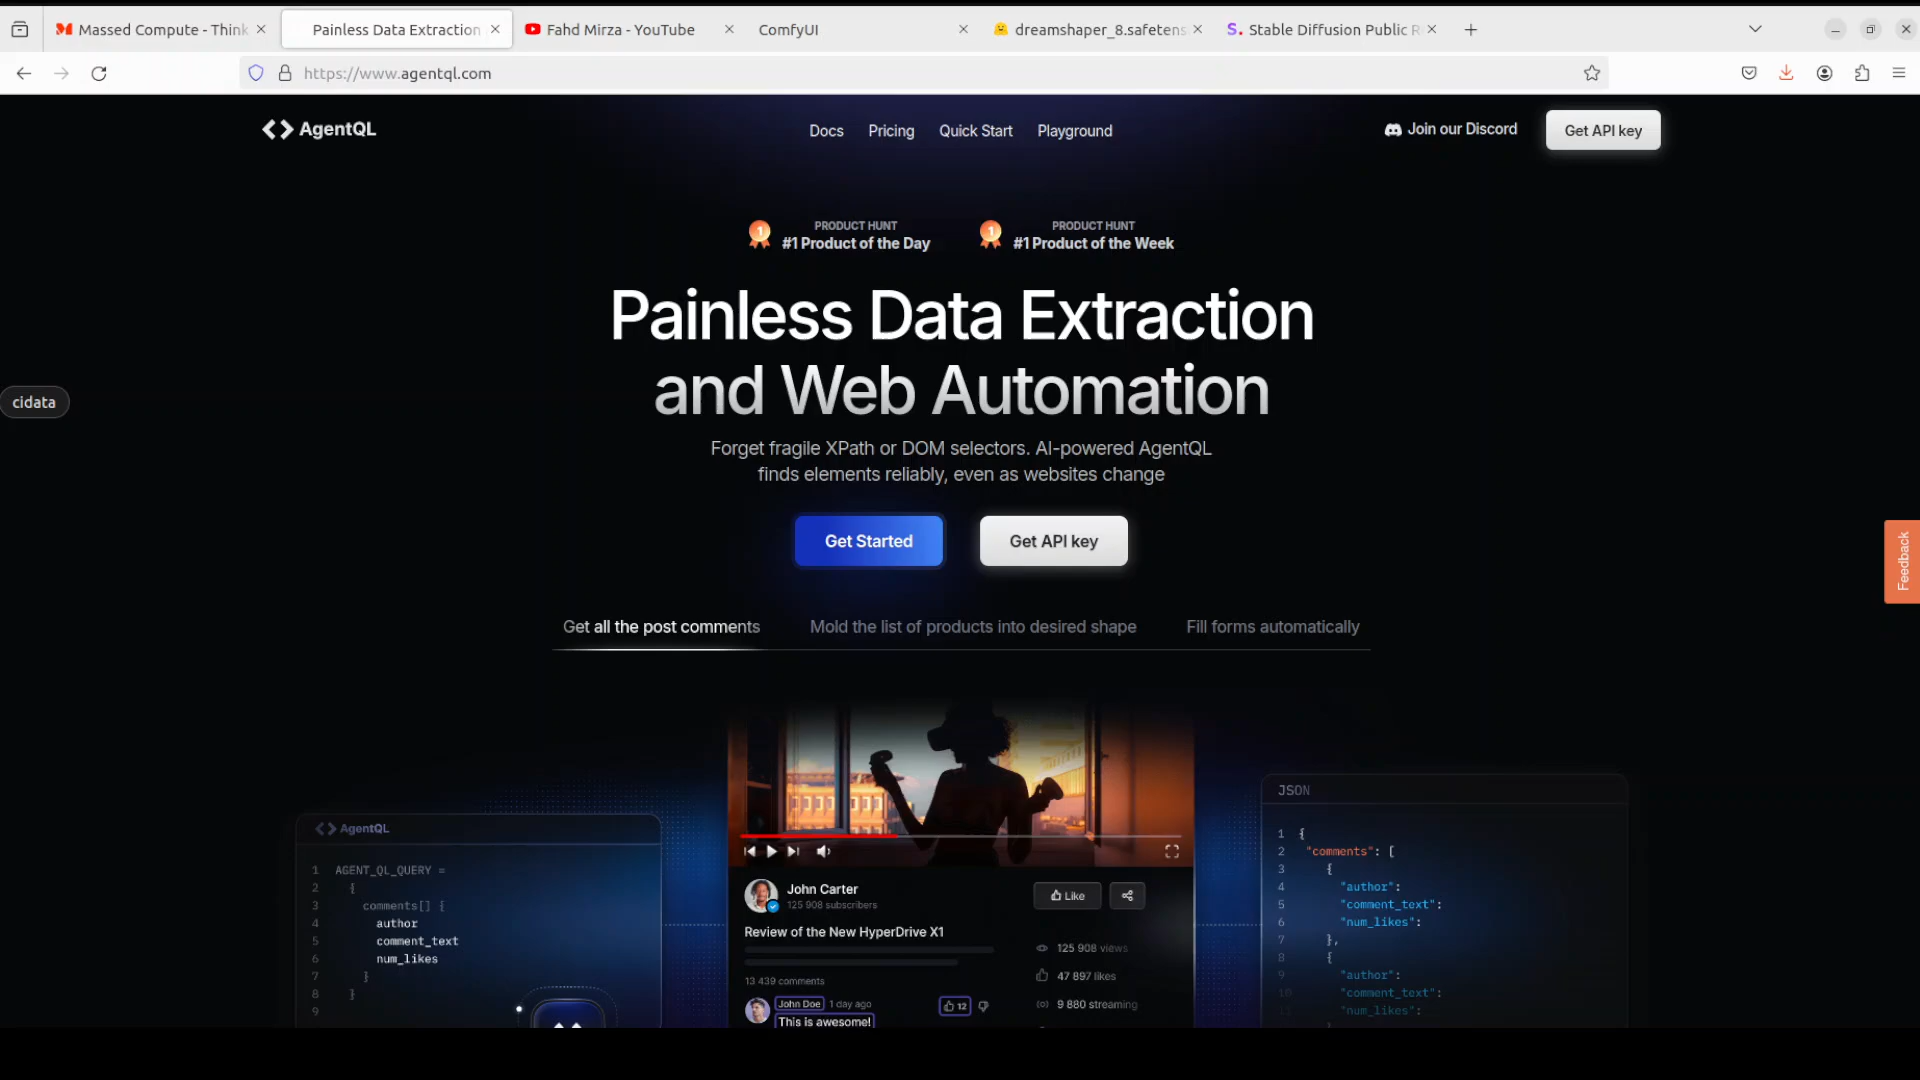 Massed Compute - Think
Painless Data Extraction
Fahd Mirza - YouTube
ComfyUI
dreamshaper_8.safetens
Stable Diffusion Public R
https://www.agentql.com
AgentQL
Docs
Pricing
Quick Start
Playground
Join our Discord
Get API key
PRODUCT HUNT
#1 Product of the Day
PRODUCT HUNT
#1 Product of the Week
Painless Data Extraction
and Web Automation
cidata
Forget fragile XPath or DOM selectors. AI-powered AgentQL
finds elements reliably, even as websites change
Get Started
Get API key
Feedback
Get all the post comments
Mold the list of products into desired shape
Fill forms automatically
AgentQL
1 AGENT_QL_QUERY =
2 {
3 comments[] {
4 author
5 comment_text
6 num_likes
7 }
8 }
9
John Carter
125 908 subscribers
Like
Review of the New HyperDrive X1
125 908 views
47 897 likes
9 880 streaming
13 439 comments
John Doe 1 day ago
12
This is awesome!
JSON
1 {
2 "comments": [
3 {
4 "author":
5 "comment_text":
6 "num_likes":
7 },
8 {
9 "author":
10 "comment_text":
11 "num_likes":